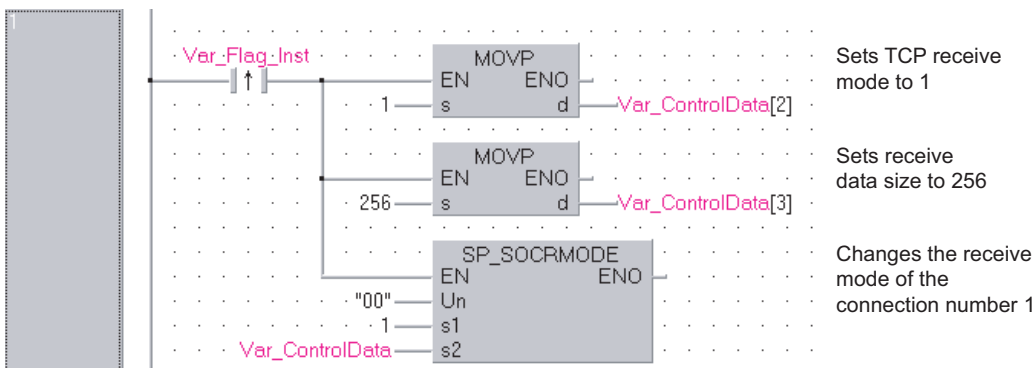 1
Var_Flag_Inst
MOVP
EN ENO
1 s d Var_ControlData[2]
Sets TCP receive
mode to 1
MOVP
EN ENO
256 s d Var_ControlData[3]
Sets receive
data size to 256
SP_SOCRMODE
EN ENO
"00" Un
1 s1
Var_ControlData s2
Changes the receive
mode of the
connection number 1